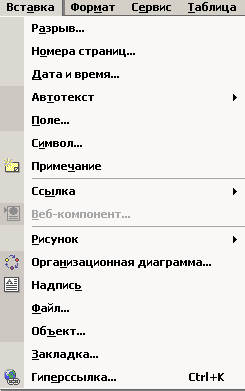 Вставка Формат Сервис Таблица
Разрыв...
Номера страниц...
Дата и время...
Автотекст
Поле...
Символ...
Примечание
Ссылка
Веб-компонент...
Рисунок
Организационная диаграмма...
Надпись
Файл...
Объект...
Закладка...
Гиперссылка... Ctrl+K